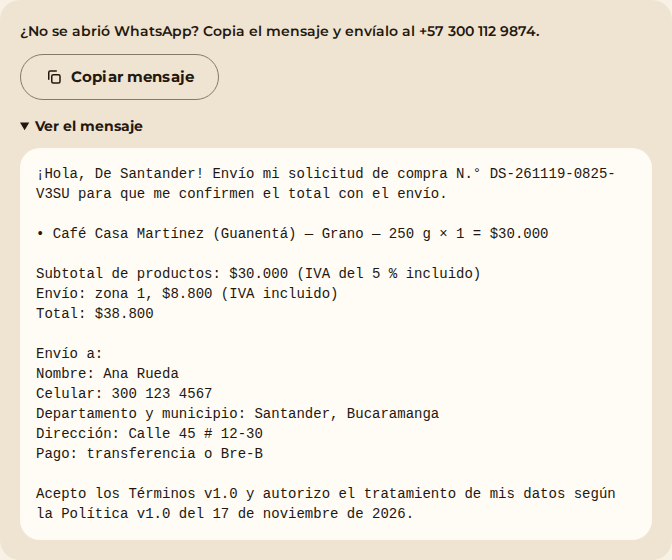 ¿No se abrió WhatsApp? Copia el mensaje y envíalo al +57 300 112 9874.
Copiar mensaje
▼ Ver el mensaje
¡Hola, De Santander! Envío mi solicitud de compra N.° DS-261119-0825-
V3SU para que me confirmen el total con el envío.
• Café Casa Martínez (Guanentá) — Grano — 250 g × 1 = $30.000
Subtotal de productos: $30.000 (IVA del 5 % incluido)
Envío: zona 1, $8.800 (IVA incluido)
Total: $38.800
Envío a:
Nombre: Ana Rueda
Celular: 300 123 4567
Departamento y municipio: Santander, Bucaramanga
Dirección: Calle 45 # 12-30
Pago: transferencia o Bre-B
Acepto los Términos v1.0 y autorizo el tratamiento de mis datos según
la Política v1.0 del 17 de noviembre de 2026.